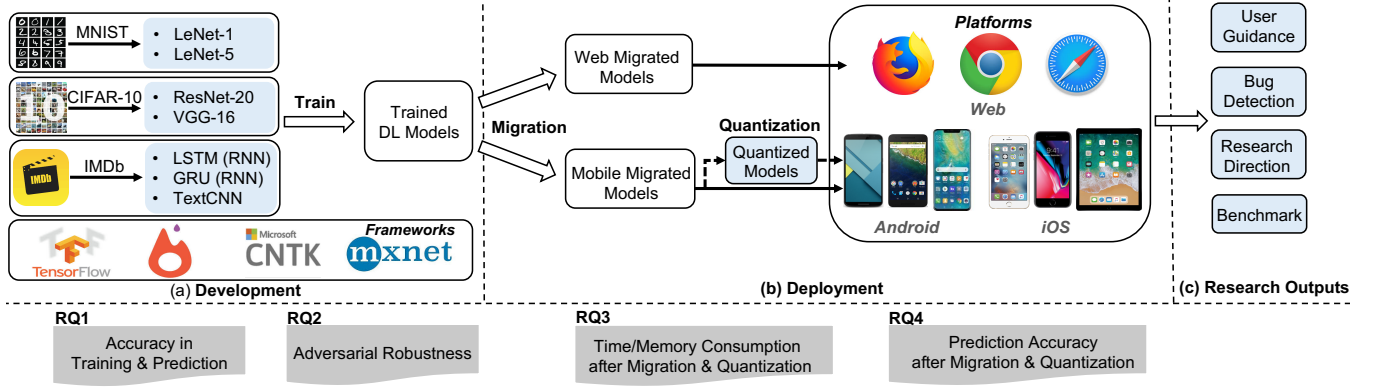 MNIST
• LeNet-1
• LeNet-5
CIFAR-10
10
• ResNet-20
• VGG-16
IMDb
IMDb
• LSTM (RNN)
• GRU (RNN)
• TextCNN
Frameworks
TensorFlow
Microsoft
CNTK
mxnet
(a) Development
Train
Trained
DL Models
Migration
Web Migrated
Models
Mobile Migrated
Models
Quantization
Quantized
Models
Platforms
Web
Android
iOS
(b) Deployment
User
Guidance
Bug
Detection
Research
Direction
Benchmark
(c) Research Outputs
RQ1
Accuracy in
Training & Prediction
RQ2
Adversarial Robustness
RQ3
Time/Memory Consumption
after Migration & Quantization
RQ4
Prediction Accuracy
after Migration & Quantization